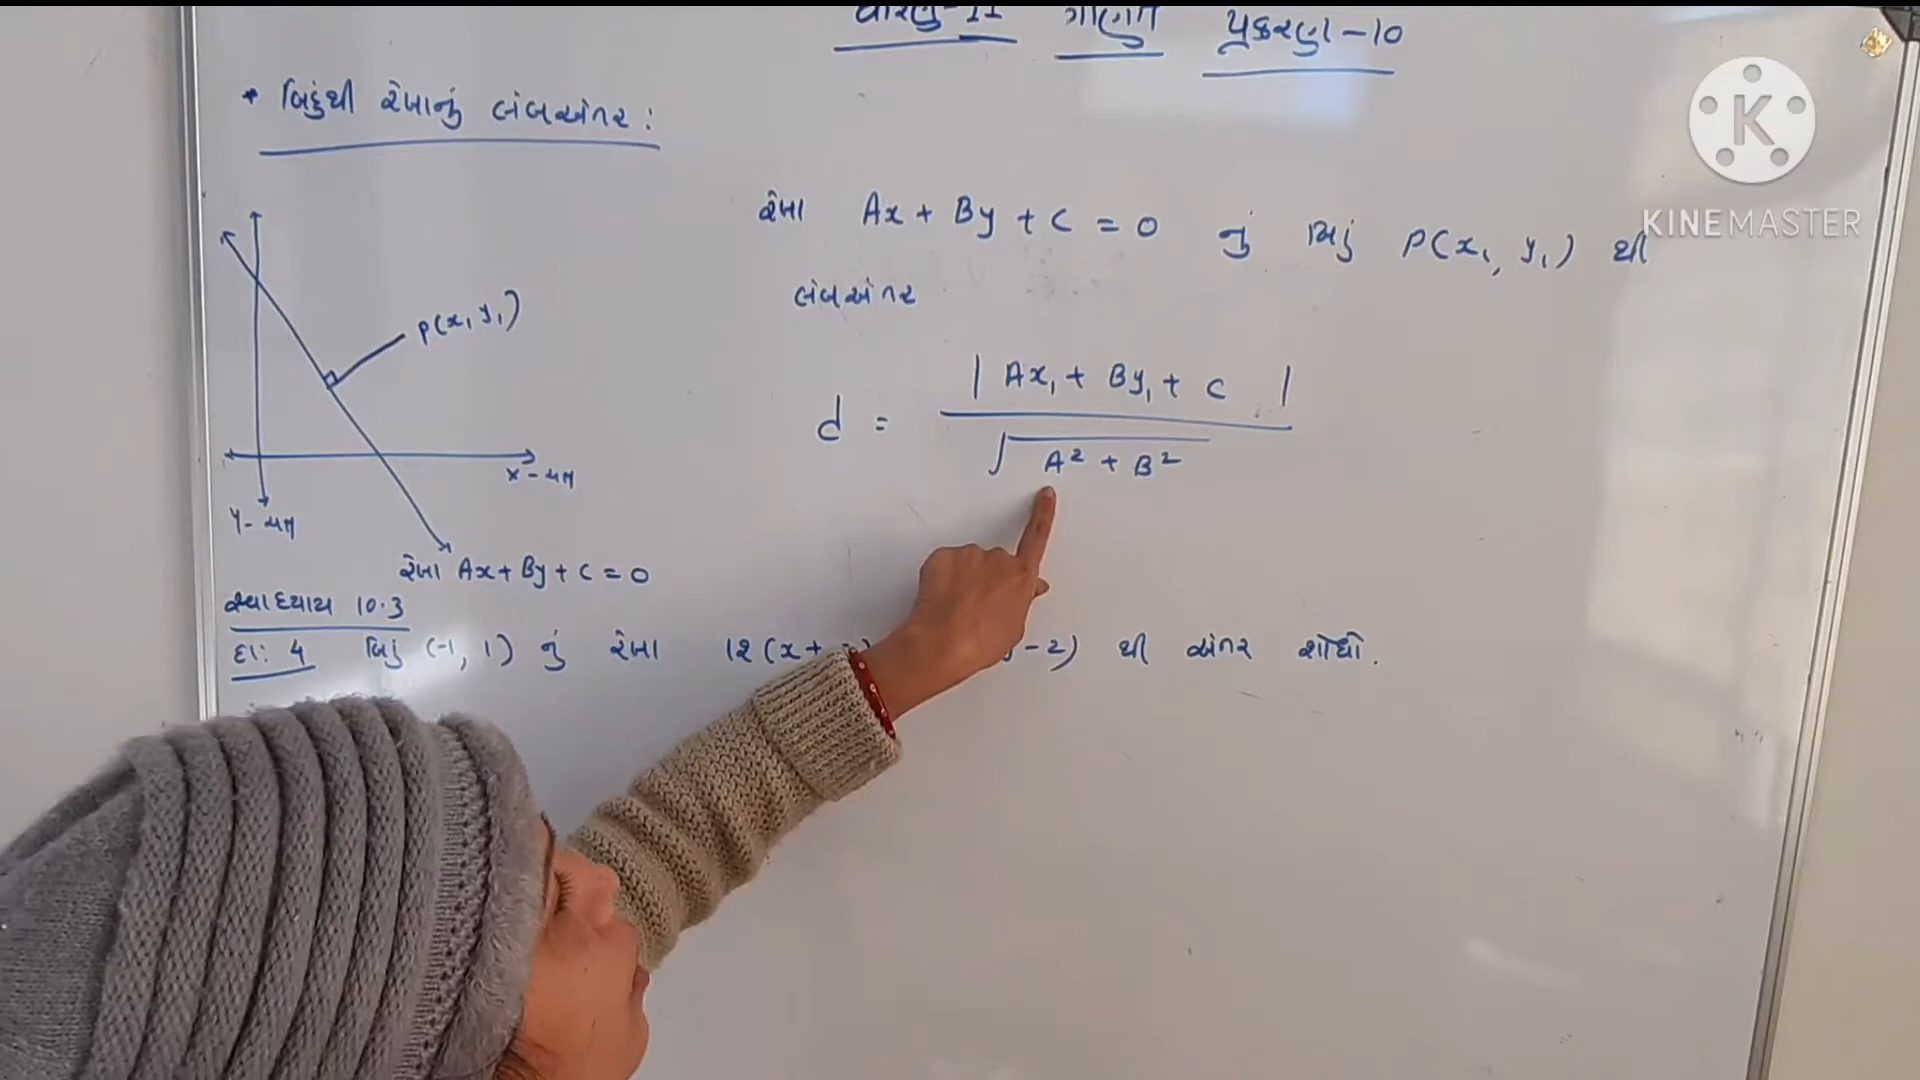 ધોરણ-11 ગણિત પ્રકરણ-10
* બિંદુથી રેખાનું લંબઅંતર :
રેખા Ax + By + C = 0 નું બિંદુ P(x₁, y₁) થી
લંબઅંતર
d = | Ax₁ + By₁ + C | / √A² + B²
P(x₁ y₁)
x-અક્ષ
y-અક્ષ
રેખા Ax + By + C = 0
સ્વાધ્યાય 10.3
દા: 4 બિંદુ (-1, 1) નું રેખા 12(x+ -2) થી અંતર શોધો.
K
KINEMASTER